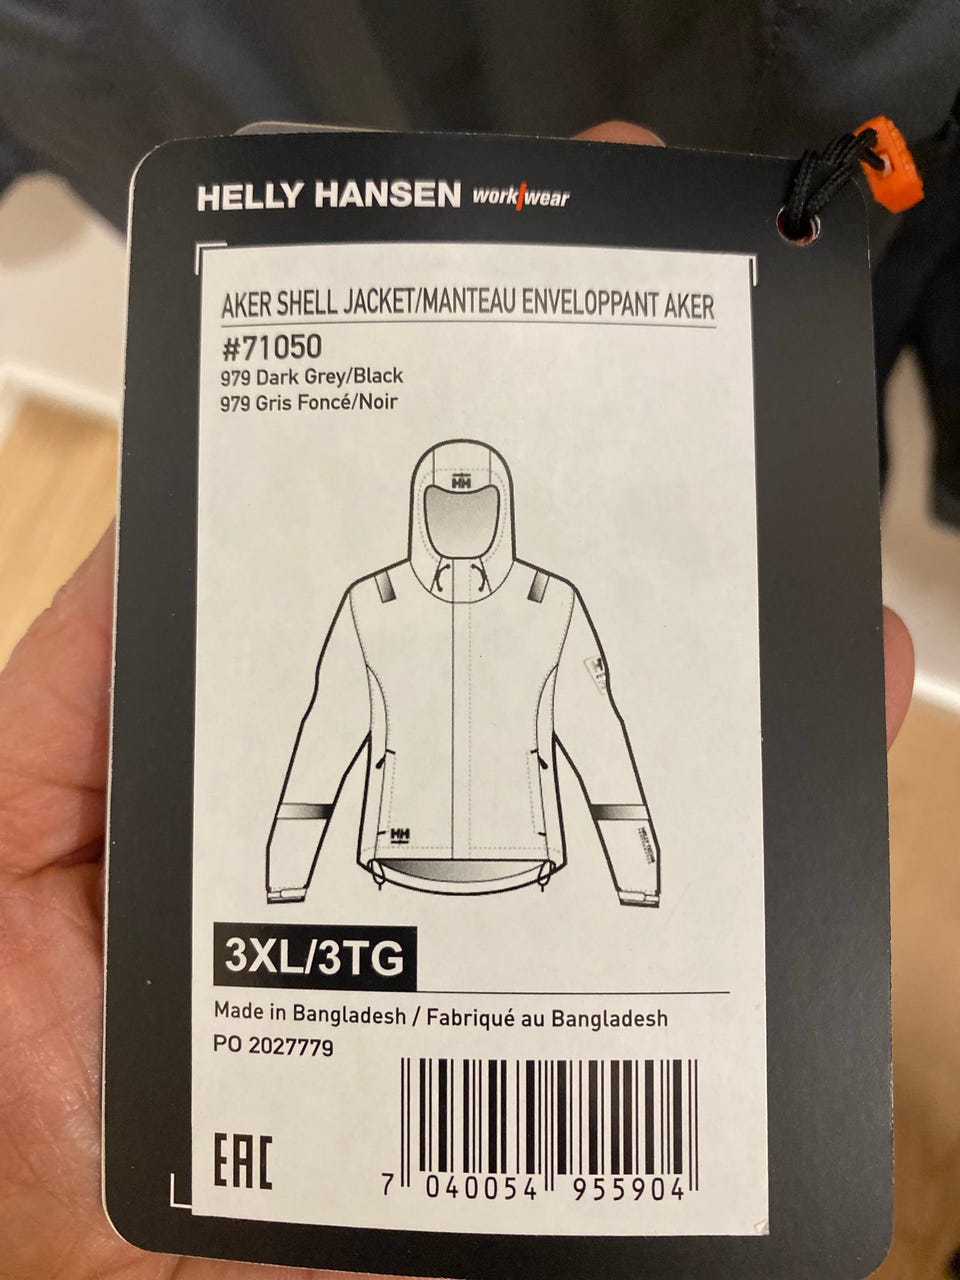 HELLY HANSEN work/wear
AKER SHELL JACKET/MANTEAU ENVELOPPANT AKER
#71050
979 Dark Grey/Black
979 Gris Foncé/Noir
HH
HH
3XL/3TG
Made in Bangladesh / Fabriqué au Bangladesh
PO 2027779
EAC
7 040054 955904